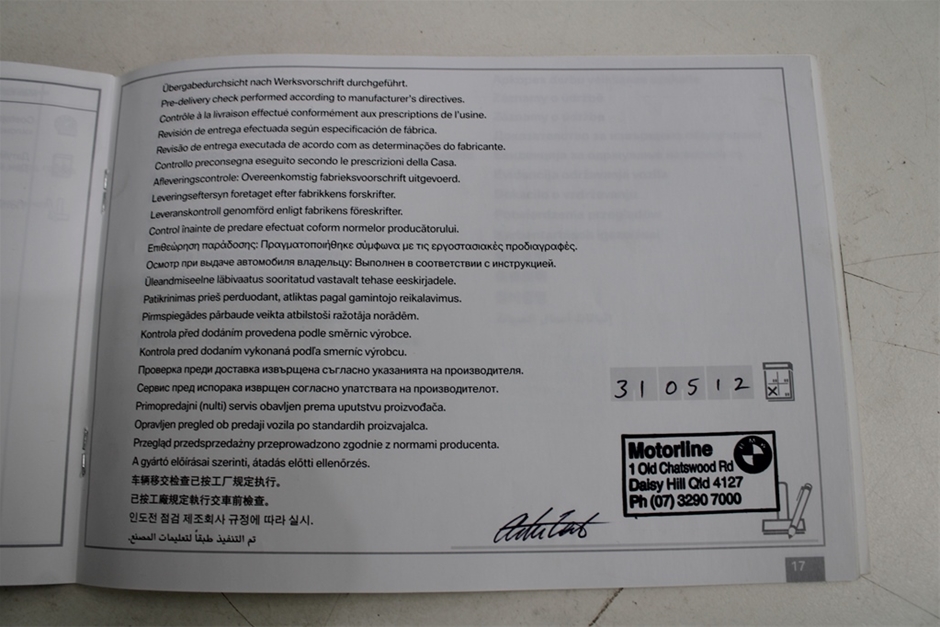 Übergabedurchsicht nach Werksvorschrift durchgeführt.
Pre-delivery check performed according to manufacturer's directives.
Contrôle à la livraison effectué conformément aux prescriptions de l'usine.
Revisión de entrega efectuada según especificación de fábrica.
Revisão de entrega executada de acordo com as determinações do fabricante.
Controllo preconsegna eseguito secondo le prescrizioni della Casa.
Afleveringscontrole: Overeenkomstig fabrieksvoorschrift uitgevoerd.
Leveringseftersyn foretaget efter fabrikkens forskrifter.
Leveranskontroll genomförd enligt fabrikens föreskrifter.
Control înainte de predare efectuat coform normelor producătorului.
Επιθεώρηση παράδοσης: Πραγματοποιήθηκε σύμφωνα με τις εργοστασιακές προδιαγραφές.
Осмотр при выдаче автомобиля владельцу: Выполнен в соответствии с инструкцией.
Üleandmiseelne läbivaatus sooritatud vastavalt tehase eeskirjadele.
Patikrinimas prieš perduodant, atliktas pagal gamintojo reikalavimus.
Pirmspiegādes pārbaude veikta atbilstoši ražotāja norādēm.
Kontrola před dodáním provedena podle směrnic výrobce.
Kontrola pred dodaním vykonaná podľa smerníc výrobcu.
Проверка преди доставка извършена съгласно указанията на производителя.
Сервис пред испорака извршен согласно упатствата на производителот.
Primopredajni (nulti) servis obavljen prema uputstvu proizvođača.
Opravljen pregled ob predaji vozila po standardih proizvajalca.
Przegląd przedsprzedażny przeprowadzono zgodnie z normami producenta.
A gyártó előírásai szerinti, átadás előtti ellenőrzés.
车辆移交检查已按工厂规定执行。
已按工廠規定執行交車前檢查。
인도전 점검 제조회사 규정에 따라 실시.
تم التنفيذ طبقاً لتعليمات المصنع.
310512
Motorline
1 Old Chatswood Rd
Daisy Hill Qld 4127
Ph (07) 3290 7000
BMW
17